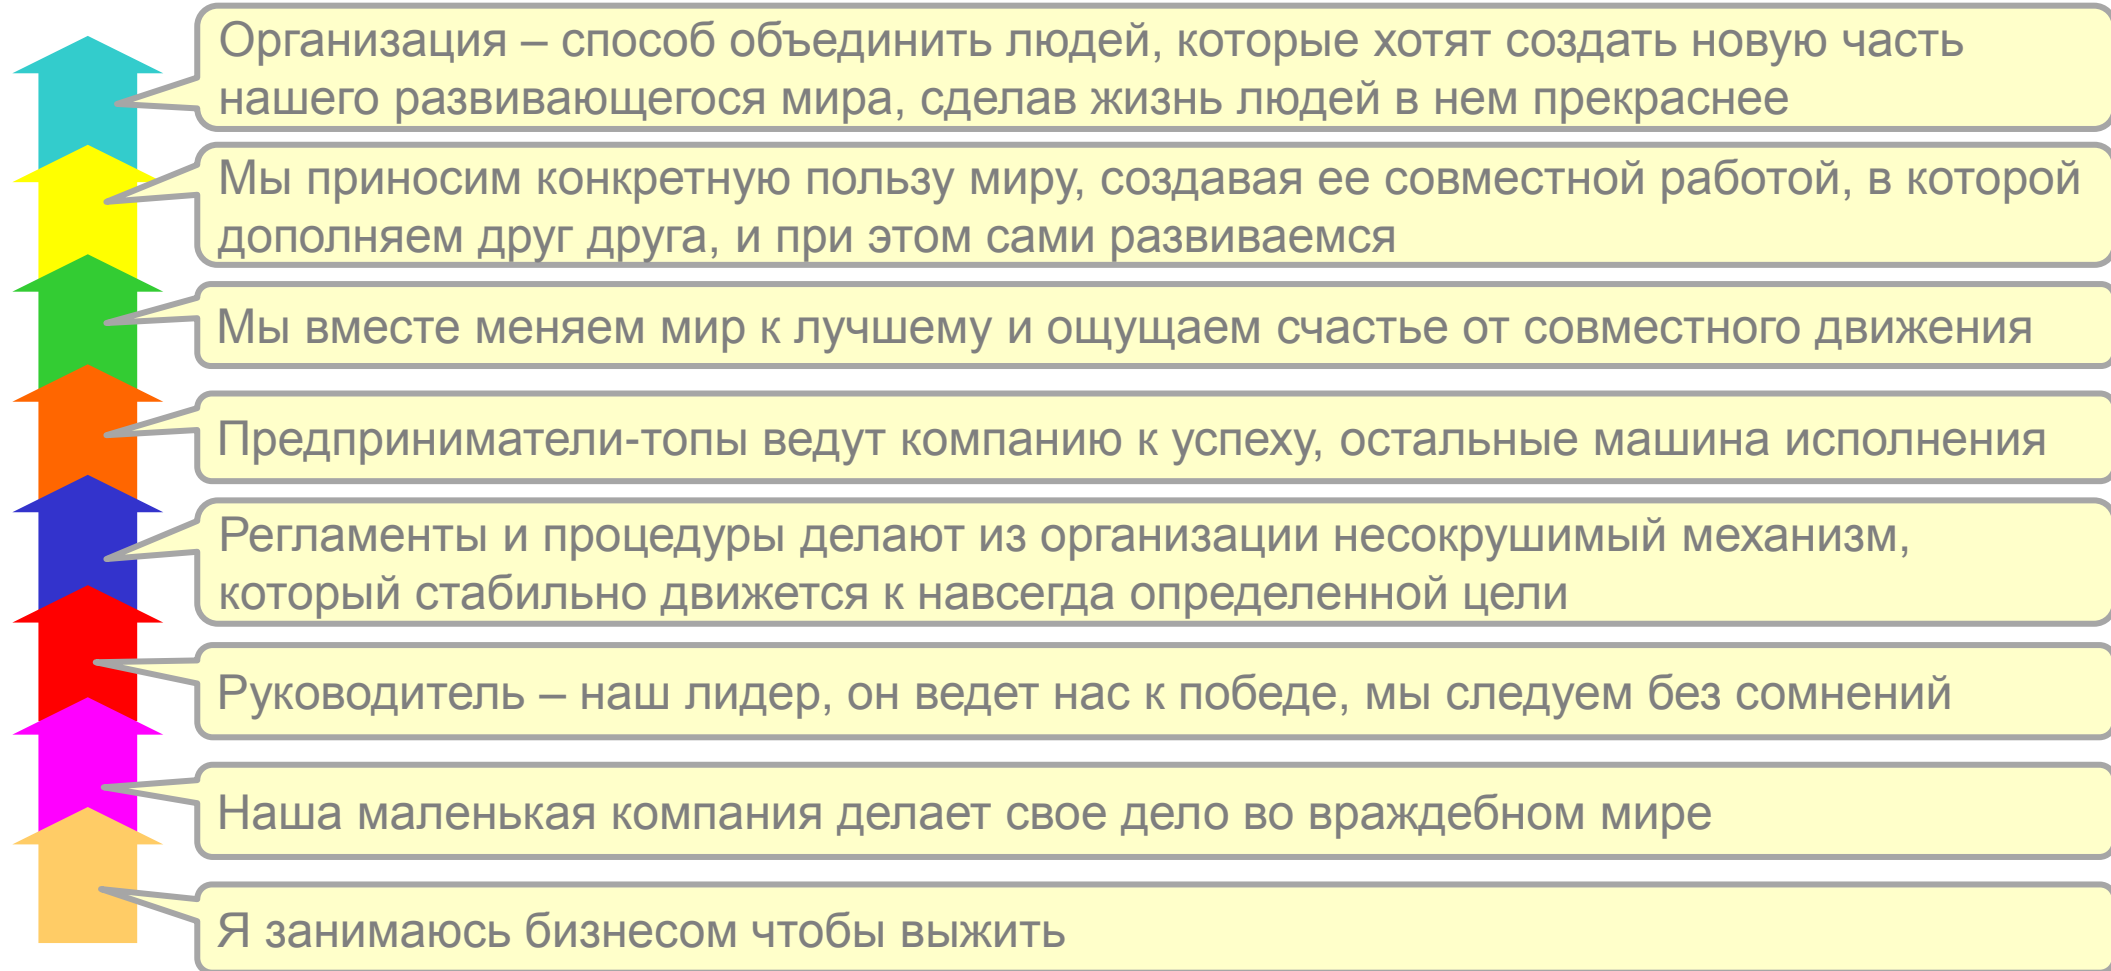 Организация – способ объединить людей, которые хотят создать новую часть
нашего развивающегося мира, сделав жизнь людей в нем прекраснее
Мы приносим конкретную пользу миру, создавая ее совместной работой, в которой
дополняем друг друга, и при этом сами развиваемся
Мы вместе меняем мир к лучшему и ощущаем счастье от совместного движения
Предприниматели-топы ведут компанию к успеху, остальные машина исполнения
Регламенты и процедуры делают из организации несокрушимый механизм,
который стабильно движется к навсегда определенной цели
Руководитель – наш лидер, он ведет нас к победе, мы следуем без сомнений
Наша маленькая компания делает свое дело во враждебном мире
Я занимаюсь бизнесом чтобы выжить